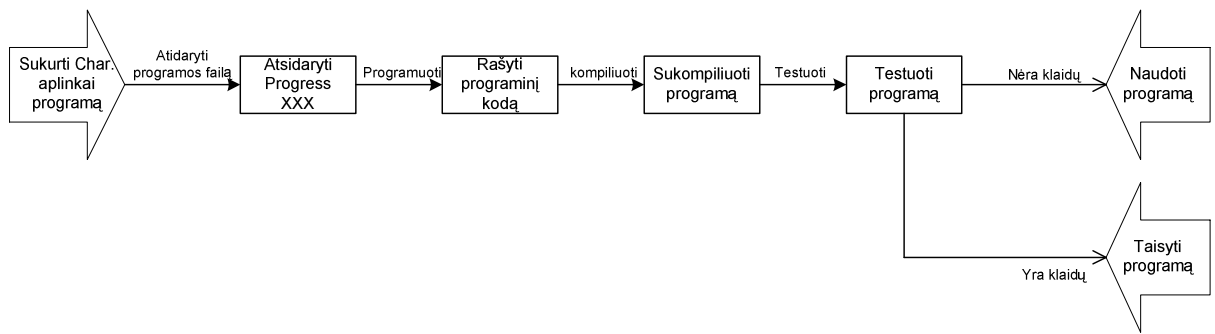 Sukurti Char.
aplinkai
programą
Atidaryti
programos failą
Atsidaryti
Progress
XXX
Programuoti
Rašyti
programinį
kodą
kompiliuoti
Sukompiliuoti
programą
Testuoti
Testuoti
programą
Nėra klaidų
Naudoti
programą
Yra klaidų
Taisyti
programą